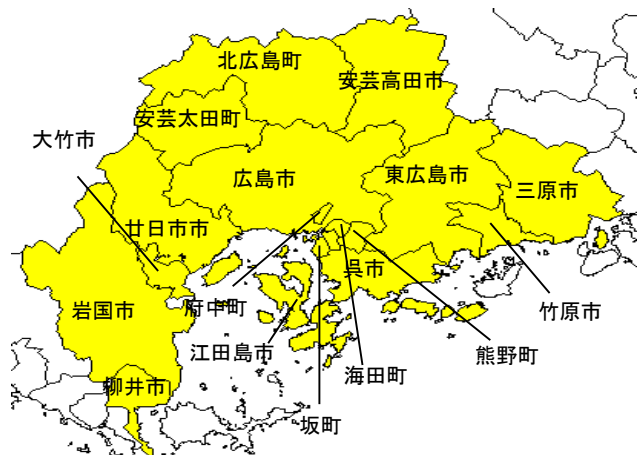 北広島町
安芸高田市
安芸太田町
大竹市
広島市
東広島市
三原市
廿日市市
呉市
岩国市
府中町
竹原市
江田島市
熊野町
海田町
柳井市
坂町